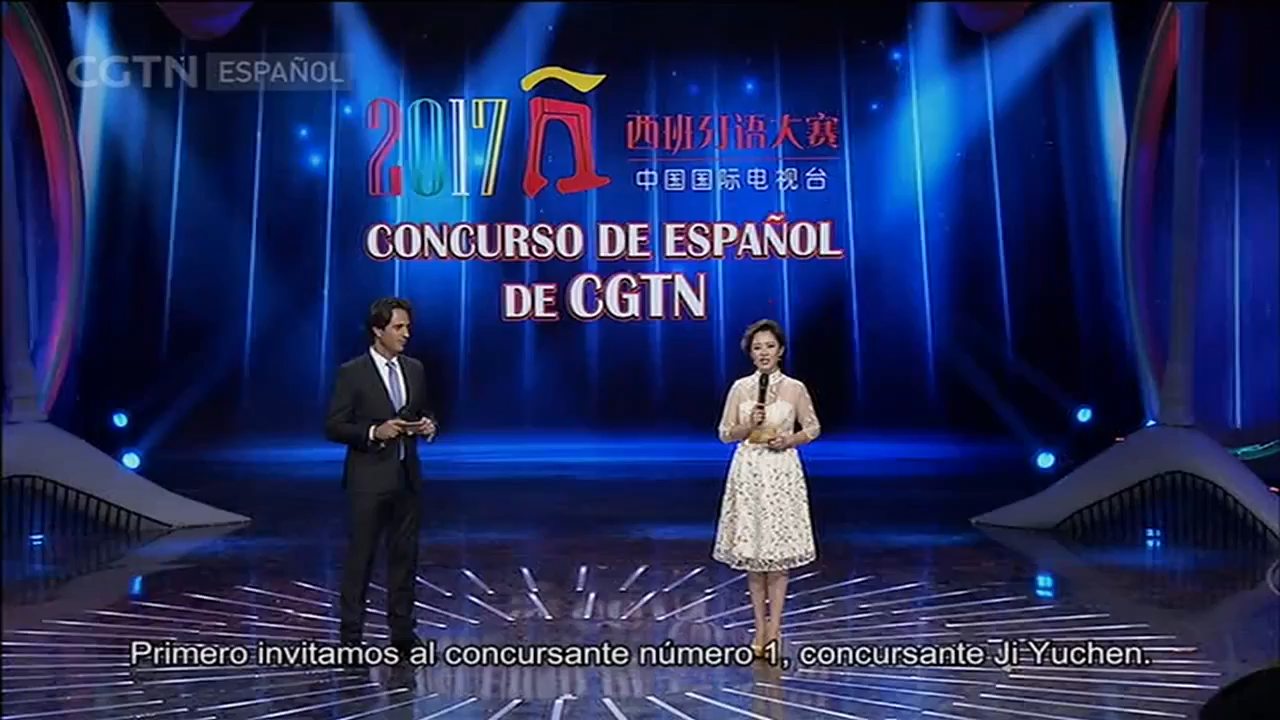 CGTN ESPAÑOL
2017 Ñ 西班牙语大赛
中国国际电视台
CONCURSO DE ESPAÑOL
DE CGTN
Primero invitamos al concursante número 1, concursante Ji Yuchen.